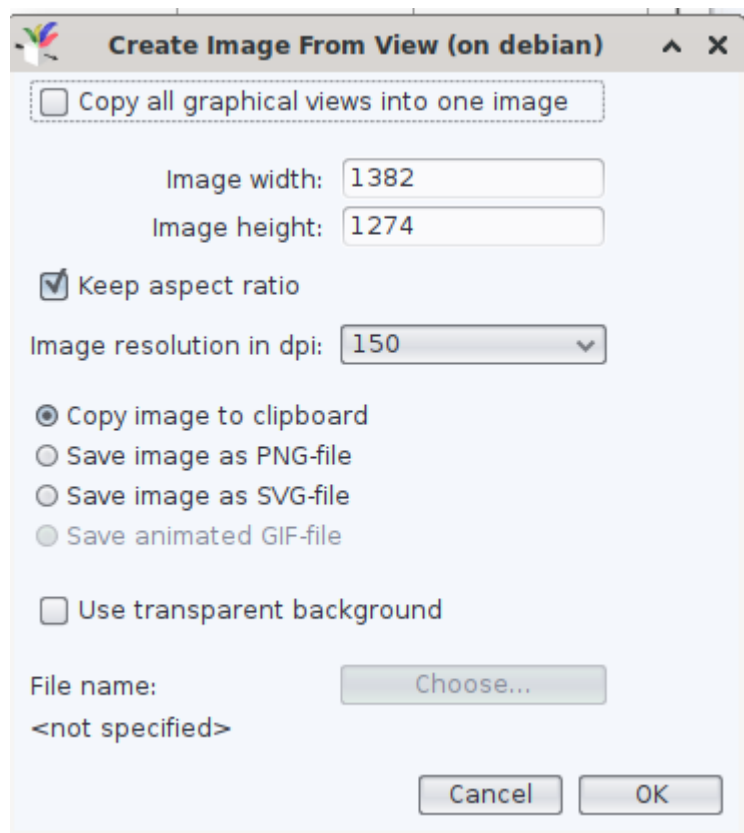 Create Image From View (on debian)
Copy all graphical views into one image
Image width: 1382
Image height: 1274
Keep aspect ratio
Image resolution in dpi: 150
Copy image to clipboard
Save image as PNG-file
Save image as SVG-file
Save animated GIF-file
Use transparent background
File name: Choose...
<not specified>
Cancel OK